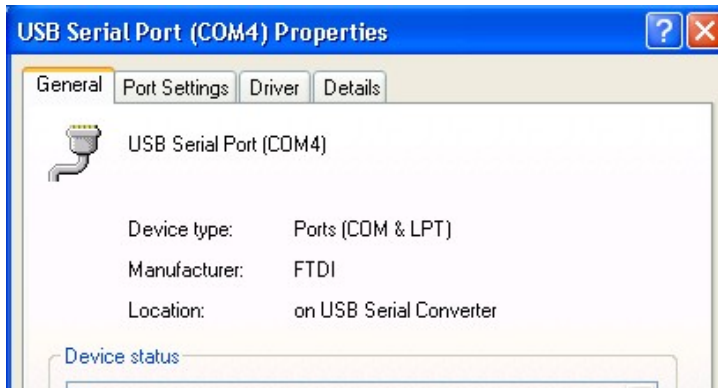 USB Serial Port (COM4) Properties
General Port Settings Driver Details
USB Serial Port (COM4)
Device type: Ports (COM & LPT)
Manufacturer: FTDI
Location: on USB Serial Converter
Device status